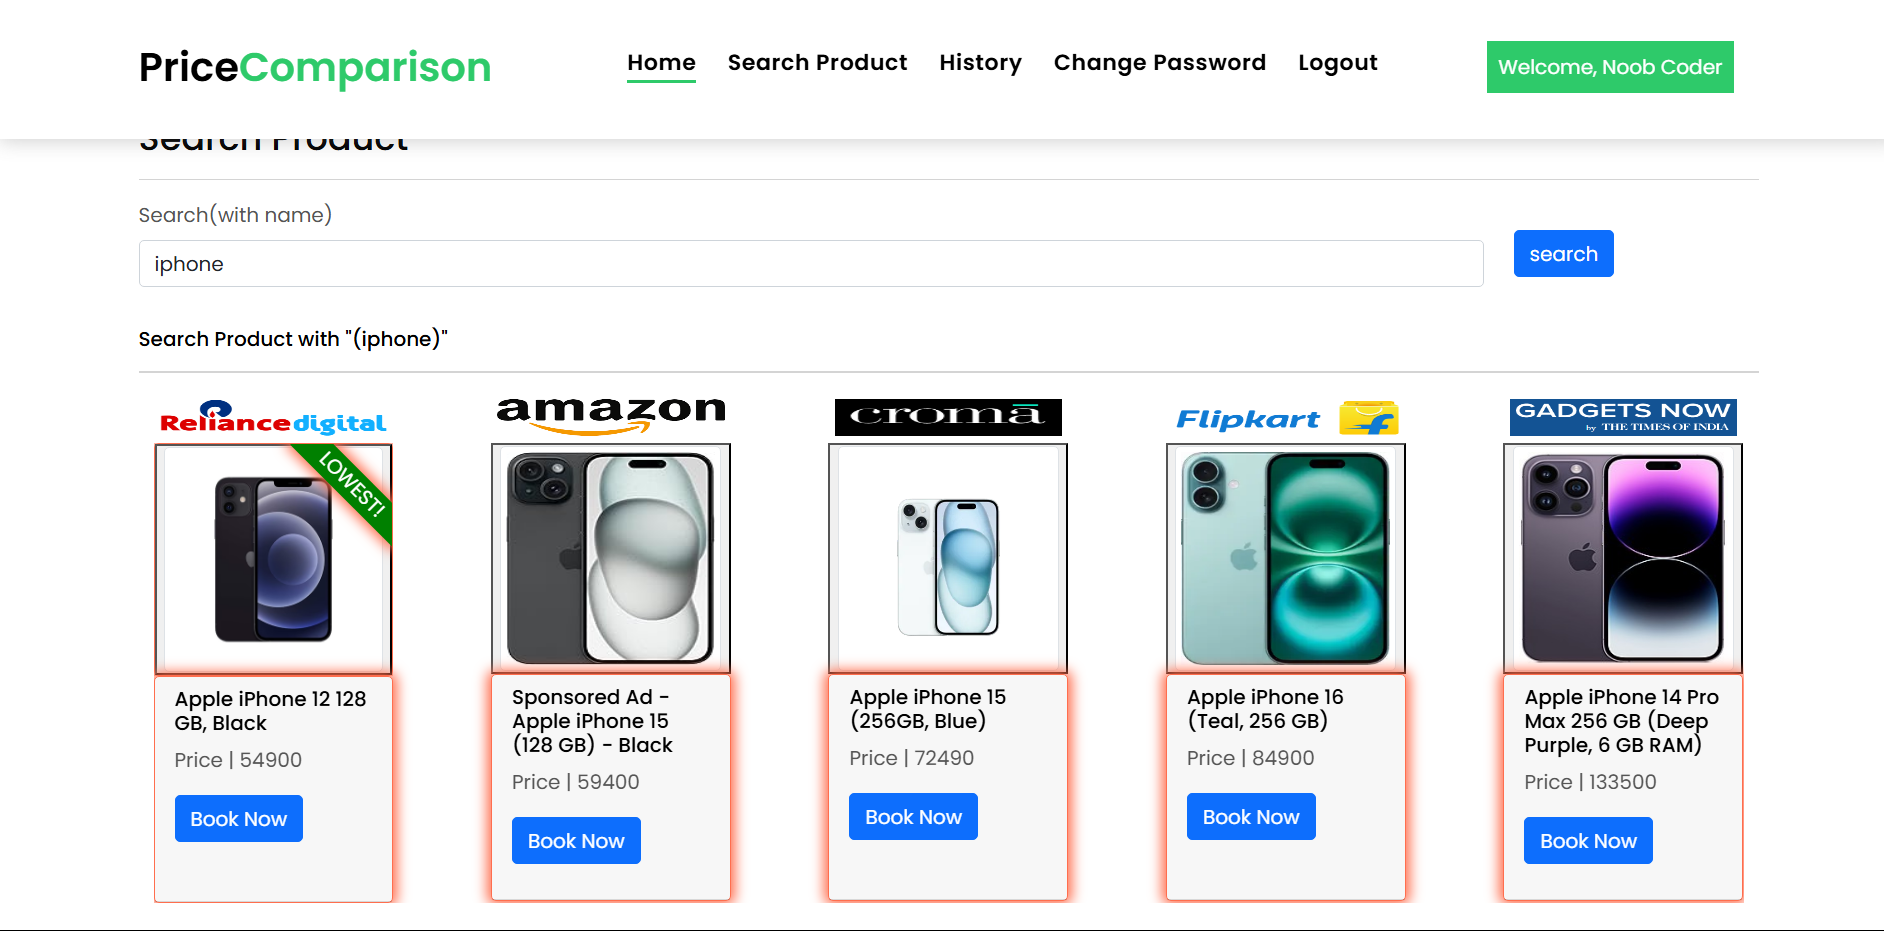 PriceComparison
Home Search Product History Change Password Logout
Welcome, Noob Coder
Search Product
Search(with name)
iphone
search
Search Product with "(iphone)"
Reliance digital
amazon
cromā
Flipkart
GADGETS NOW
by THE TIMES OF INDIA
LOWEST!
Apple iPhone 12 128
GB, Black
Price | 54900
Book Now
Sponsored Ad -
Apple iPhone 15
(128 GB) - Black
Price | 59400
Book Now
Apple iPhone 15
(256GB, Blue)
Price | 72490
Book Now
Apple iPhone 16
(Teal, 256 GB)
Price | 84900
Book Now
Apple iPhone 14 Pro
Max 256 GB (Deep
Purple, 6 GB RAM)
Price | 133500
Book Now